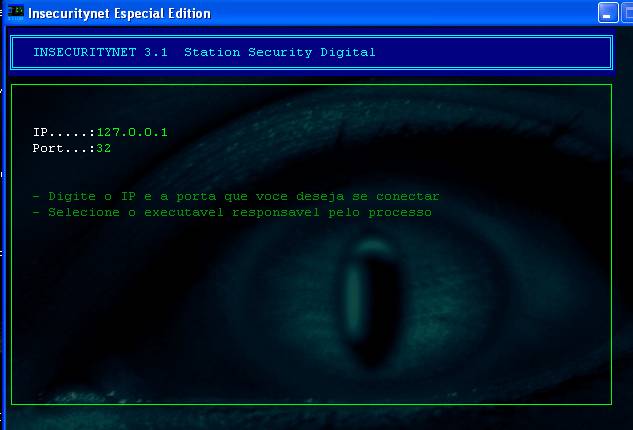 Insecuritynet Especial Edition
INSECURITYNET 3.1 Station Security Digital
IP.....:127.0.0.1
Port...:32
- Digite o IP e a porta que voce deseja se conectar
- Selecione o executavel responsavel pelo processo